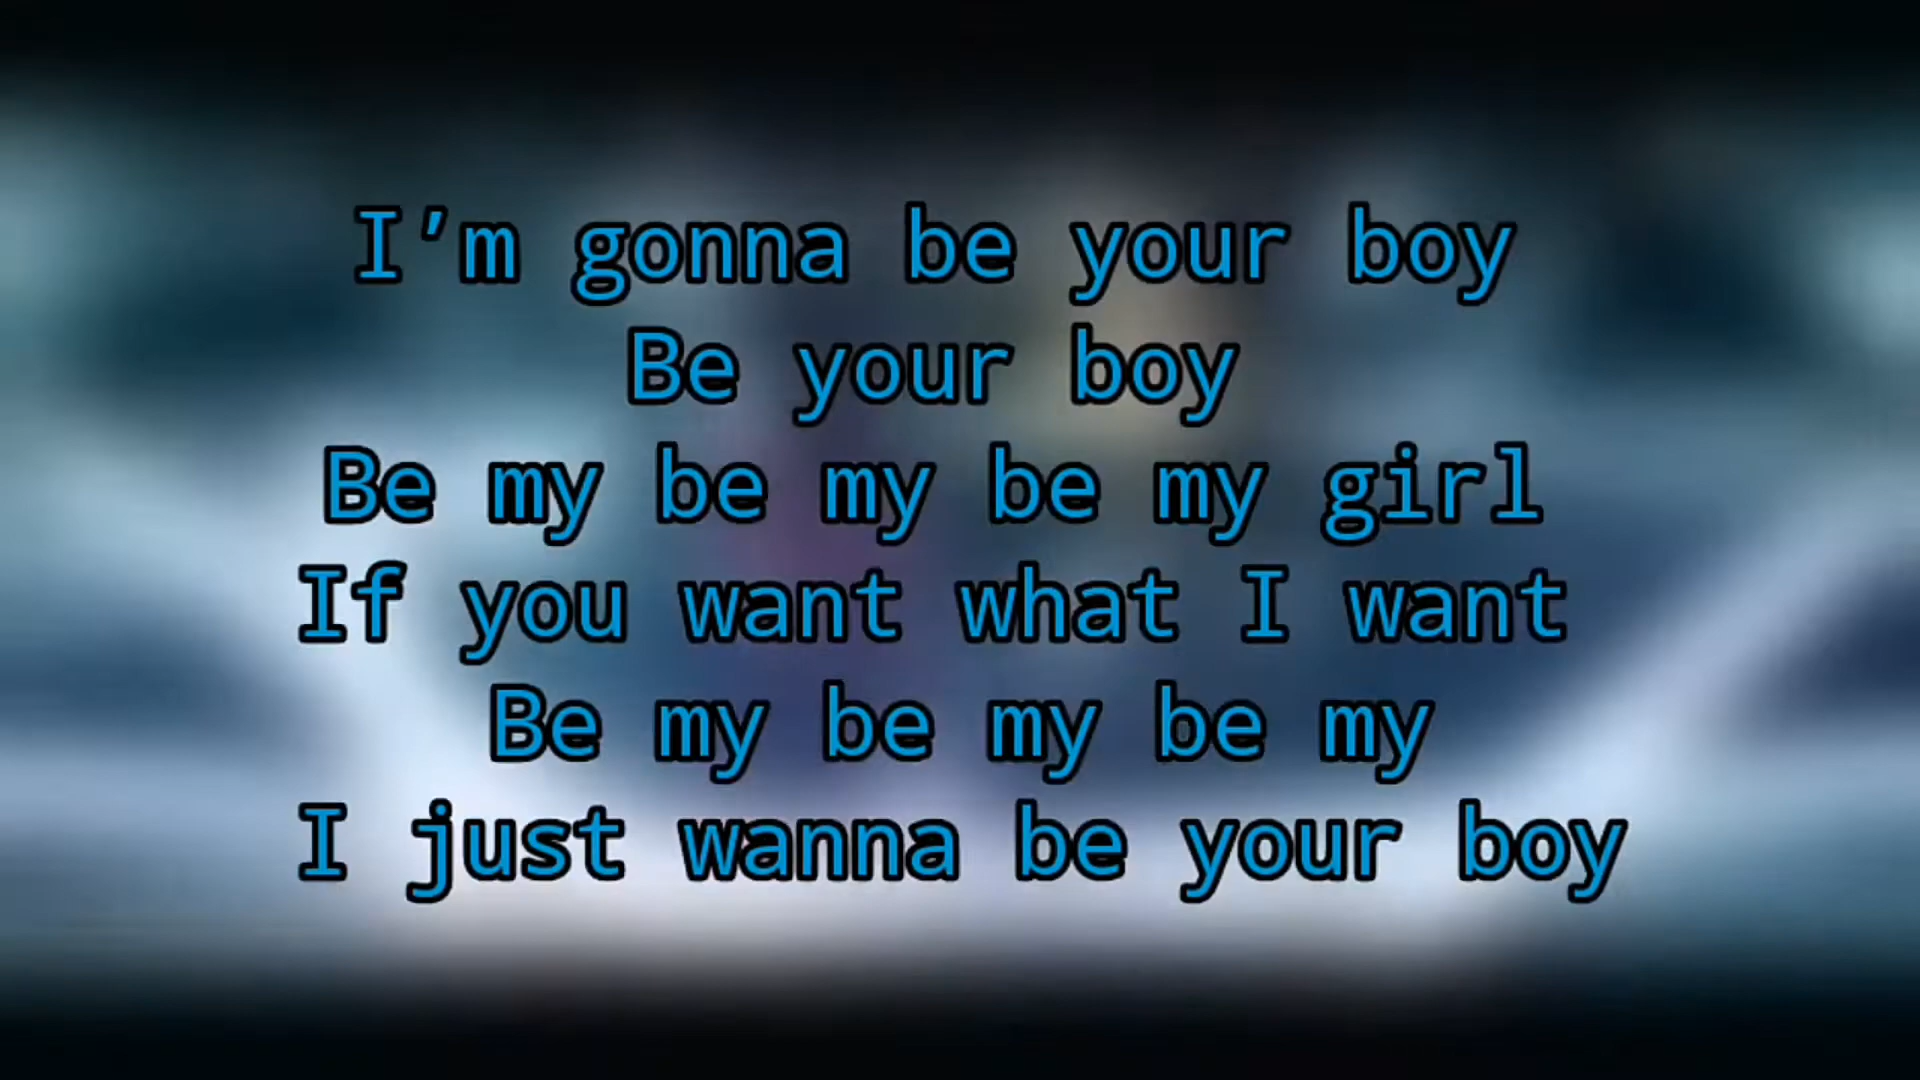 I’m gonna be your boy
Be your boy
Be my be my be my girl
If you want what I want
Be my be my be my
I just wanna be your boy